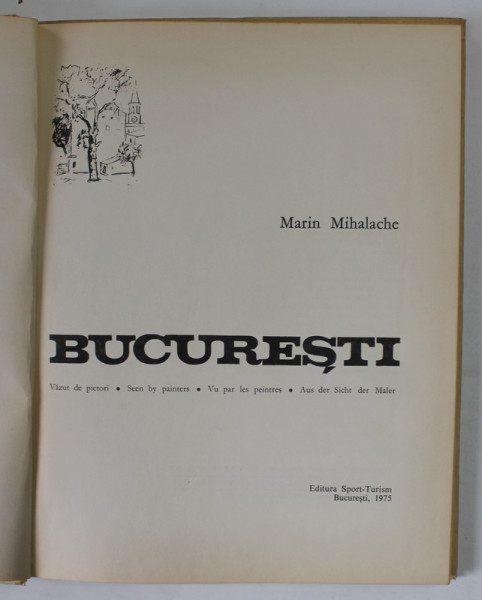 Marin Mihalache
BUCUREȘTI
Văzut de pictori • Seen by painters • Vu par les peintres • Aus der Sicht der Maler
Editura Sport-Turism
București, 1975